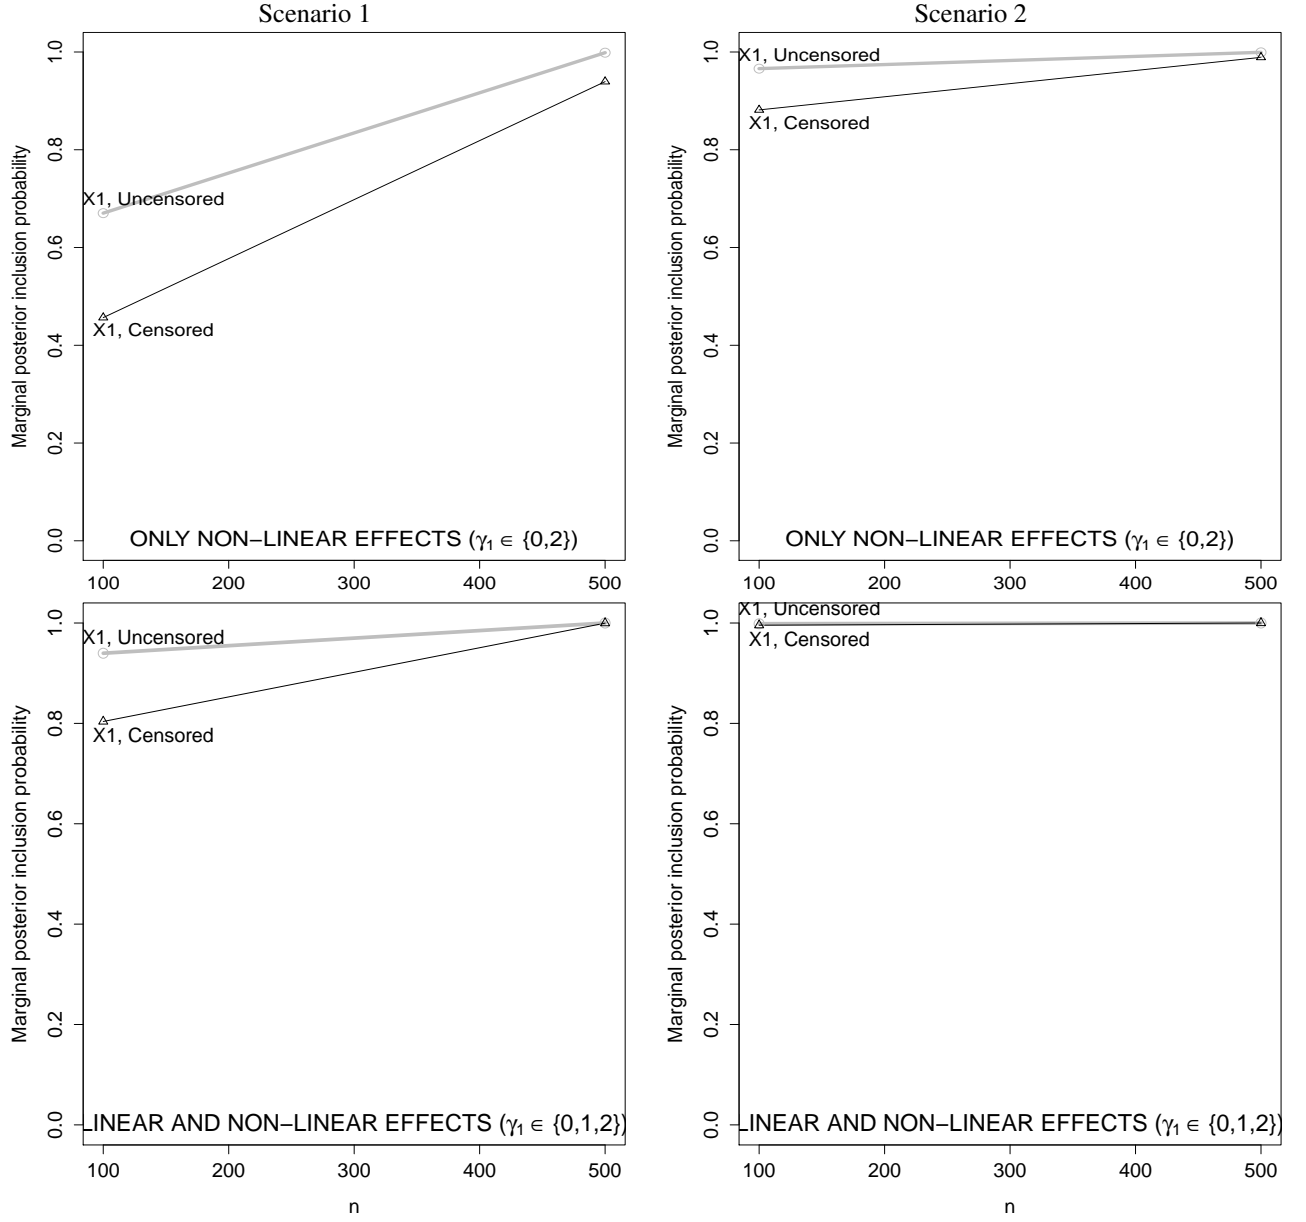 Scenario 1
Scenario 2
Marginal posterior inclusion probability
1.0
0.8
0.6
0.4
0.2
0.0
X1, Uncensored
X1, Censored
ONLY NON−LINEAR EFFECTS (γ1 ∈ {0,2})
100 200 300 400 500
Marginal posterior inclusion probability
1.0
0.8
0.6
0.4
0.2
0.0
X1, Uncensored
X1, Censored
ONLY NON−LINEAR EFFECTS (γ1 ∈ {0,2})
100 200 300 400 500
Marginal posterior inclusion probability
1.0
0.8
0.6
0.4
0.2
0.0
X1, Uncensored
X1, Censored
LINEAR AND NON−LINEAR EFFECTS (γ1 ∈ {0,1,2})
100 200 300 400 500
n
Marginal posterior inclusion probability
1.0
0.8
0.6
0.4
0.2
0.0
X1, Uncensored
X1, Censored
LINEAR AND NON−LINEAR EFFECTS (γ1 ∈ {0,1,2})
100 200 300 400 500
n